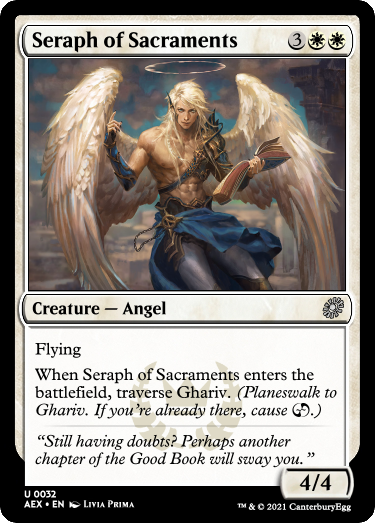 Seraph of Sacraments 3
Creature — Angel
Flying
When Seraph of Sacraments enters the
battlefield, traverse Ghariv. (Planeswalk to
Ghariv. If you're already there, cause .)
“Still having doubts? Perhaps another
chapter of the Good Book will sway you.”
4/4
U 0032
AEX • EN Livia Prima
™ & © 2021 CanterburyEgg